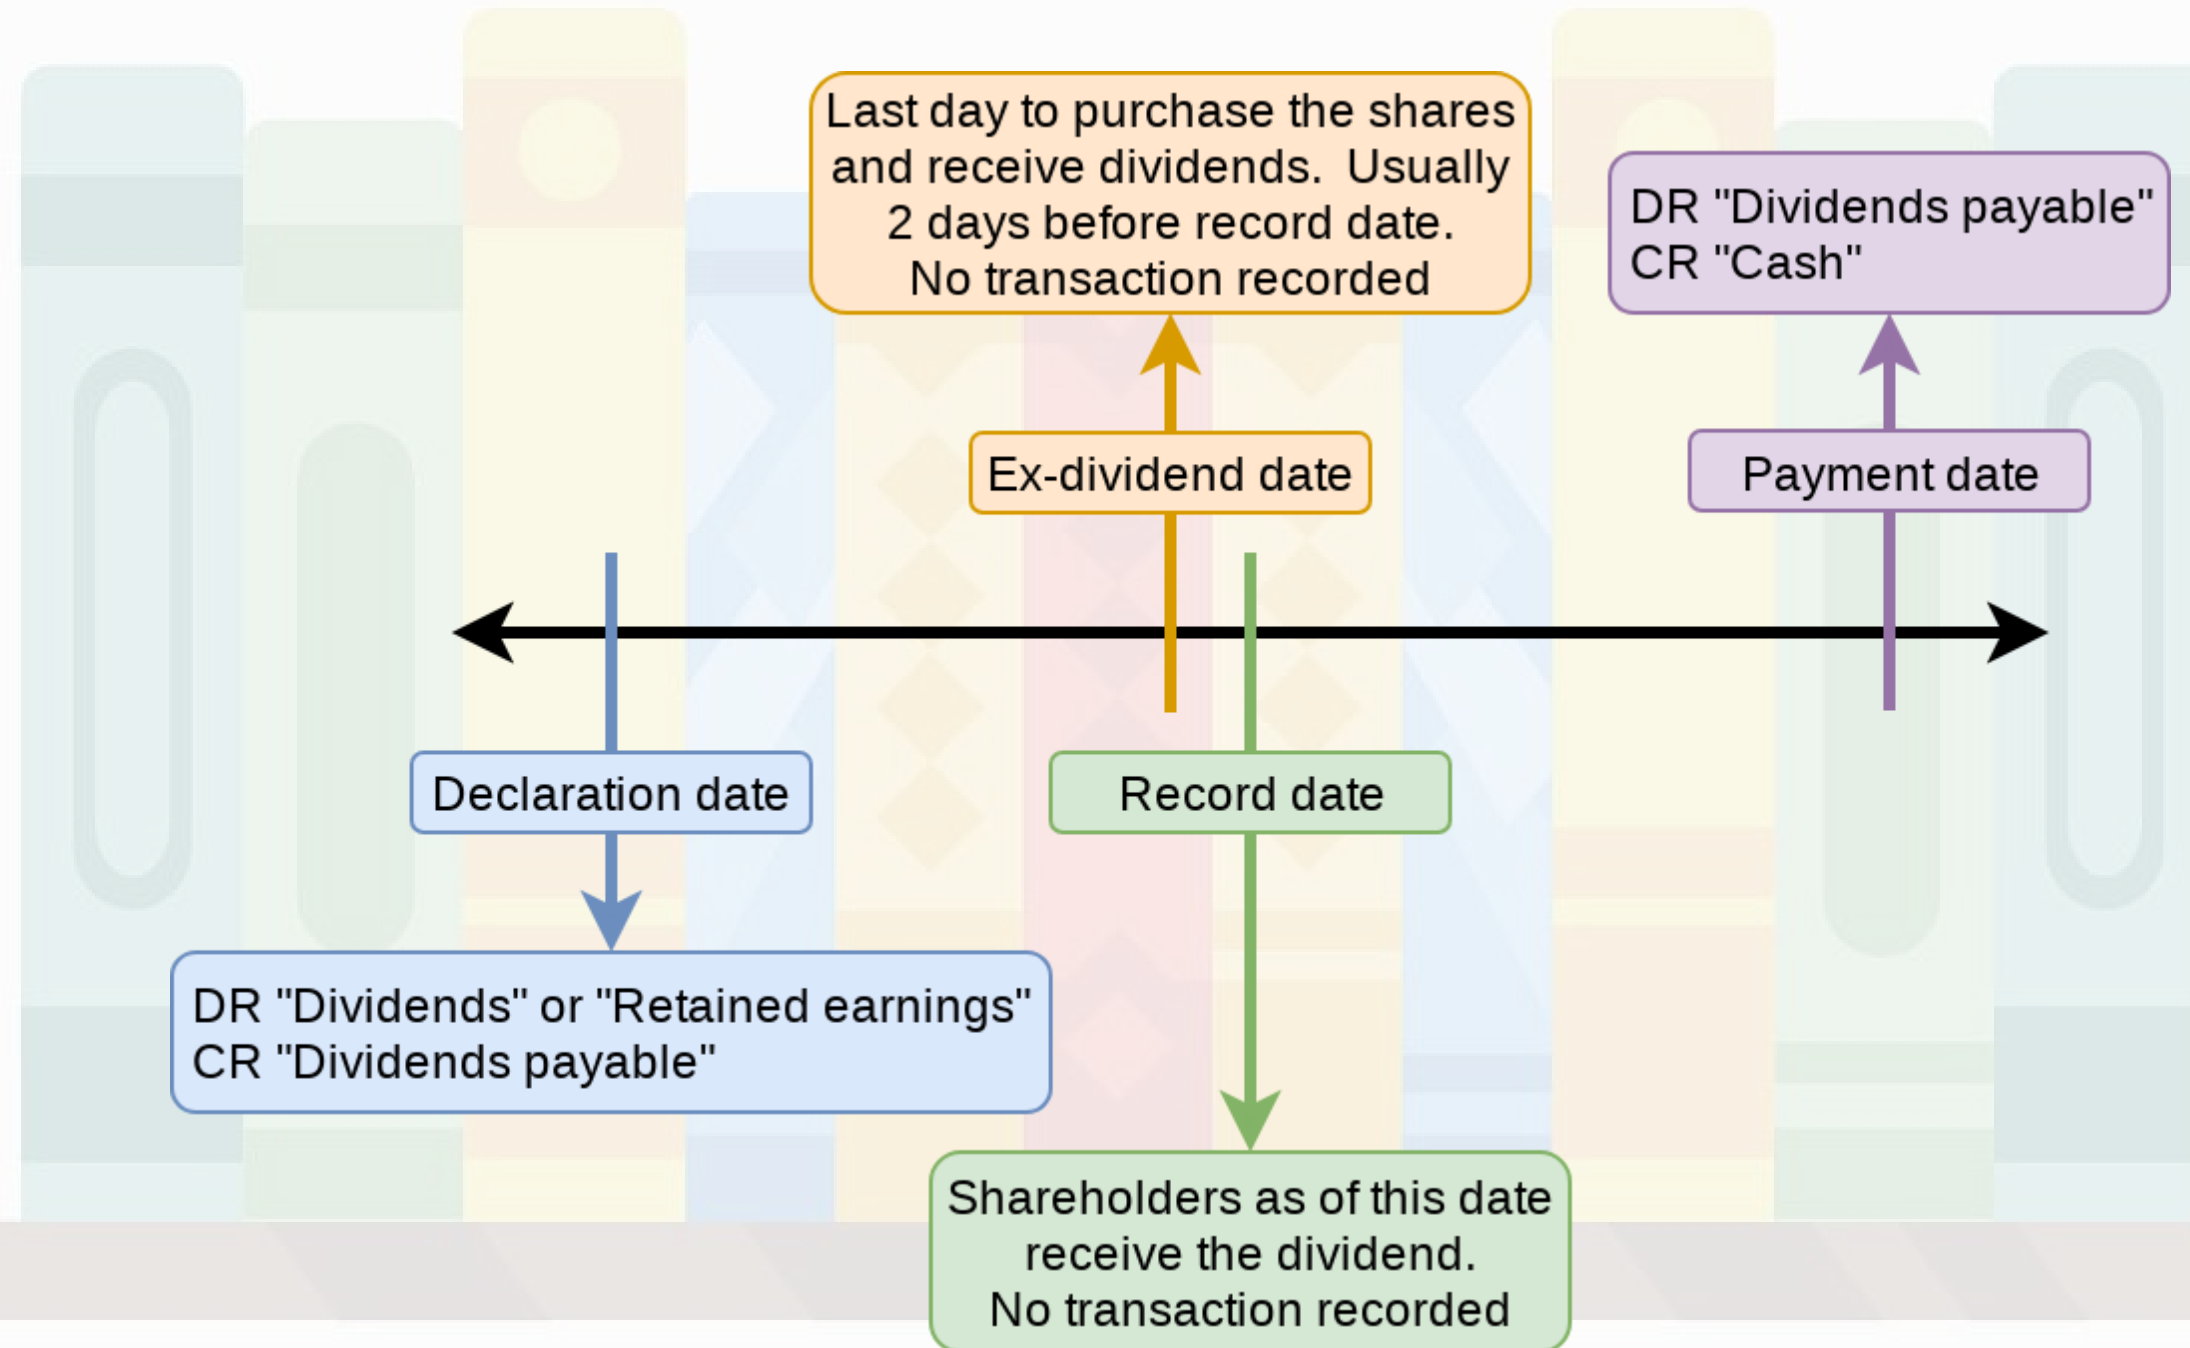 Last day to purchase the shares
and receive dividends.  Usually
2 days before record date.
No transaction recorded
DR "Dividends payable"
CR "Cash"
Ex-dividend date
Payment date
Declaration date
Record date
DR "Dividends" or "Retained earnings"
CR "Dividends payable"
Shareholders as of this date
receive the dividend.
No transaction recorded